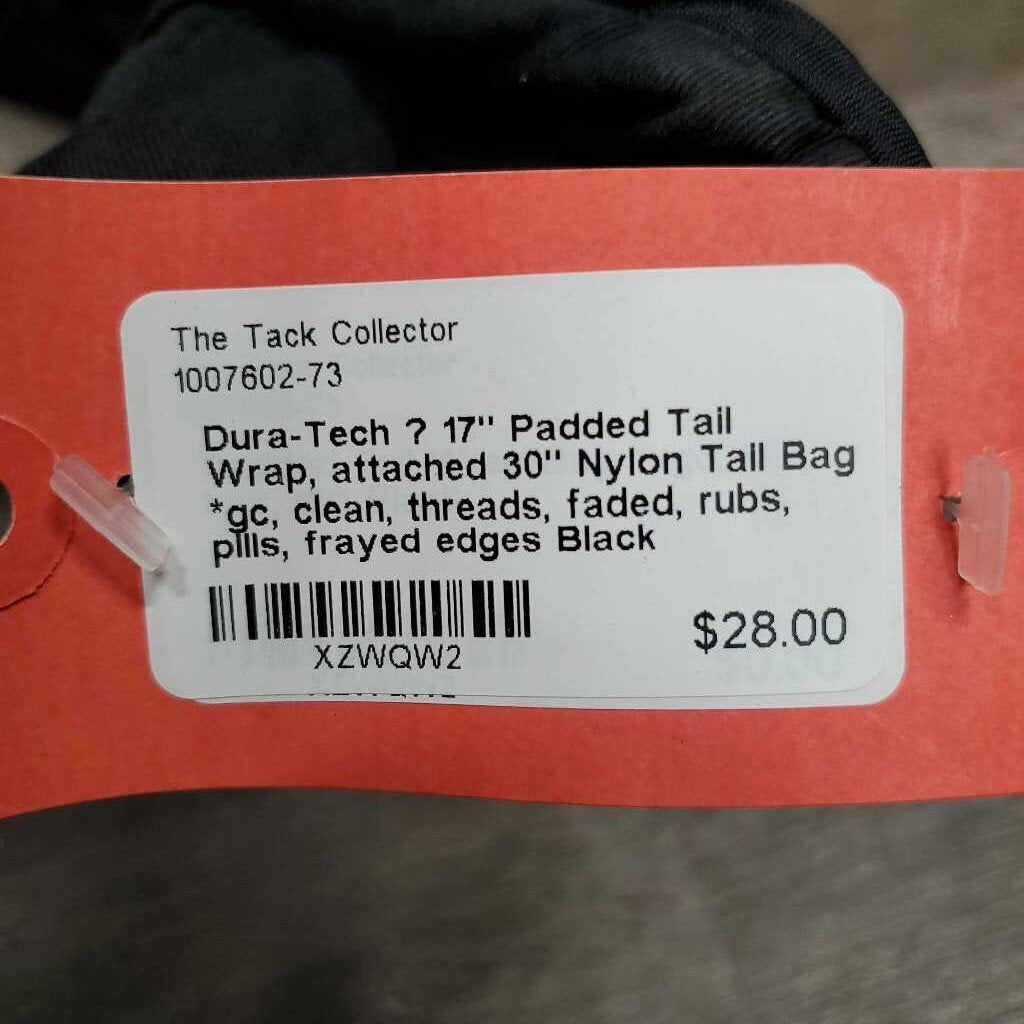 The Tack Collector
1007602-73
Dura-Tech ? 17" Padded Tail
Wrap, attached 30" Nylon Tail Bag
*gc, clean, threads, faded, rubs,
pills, frayed edges Black
XZWQW2
$28.00